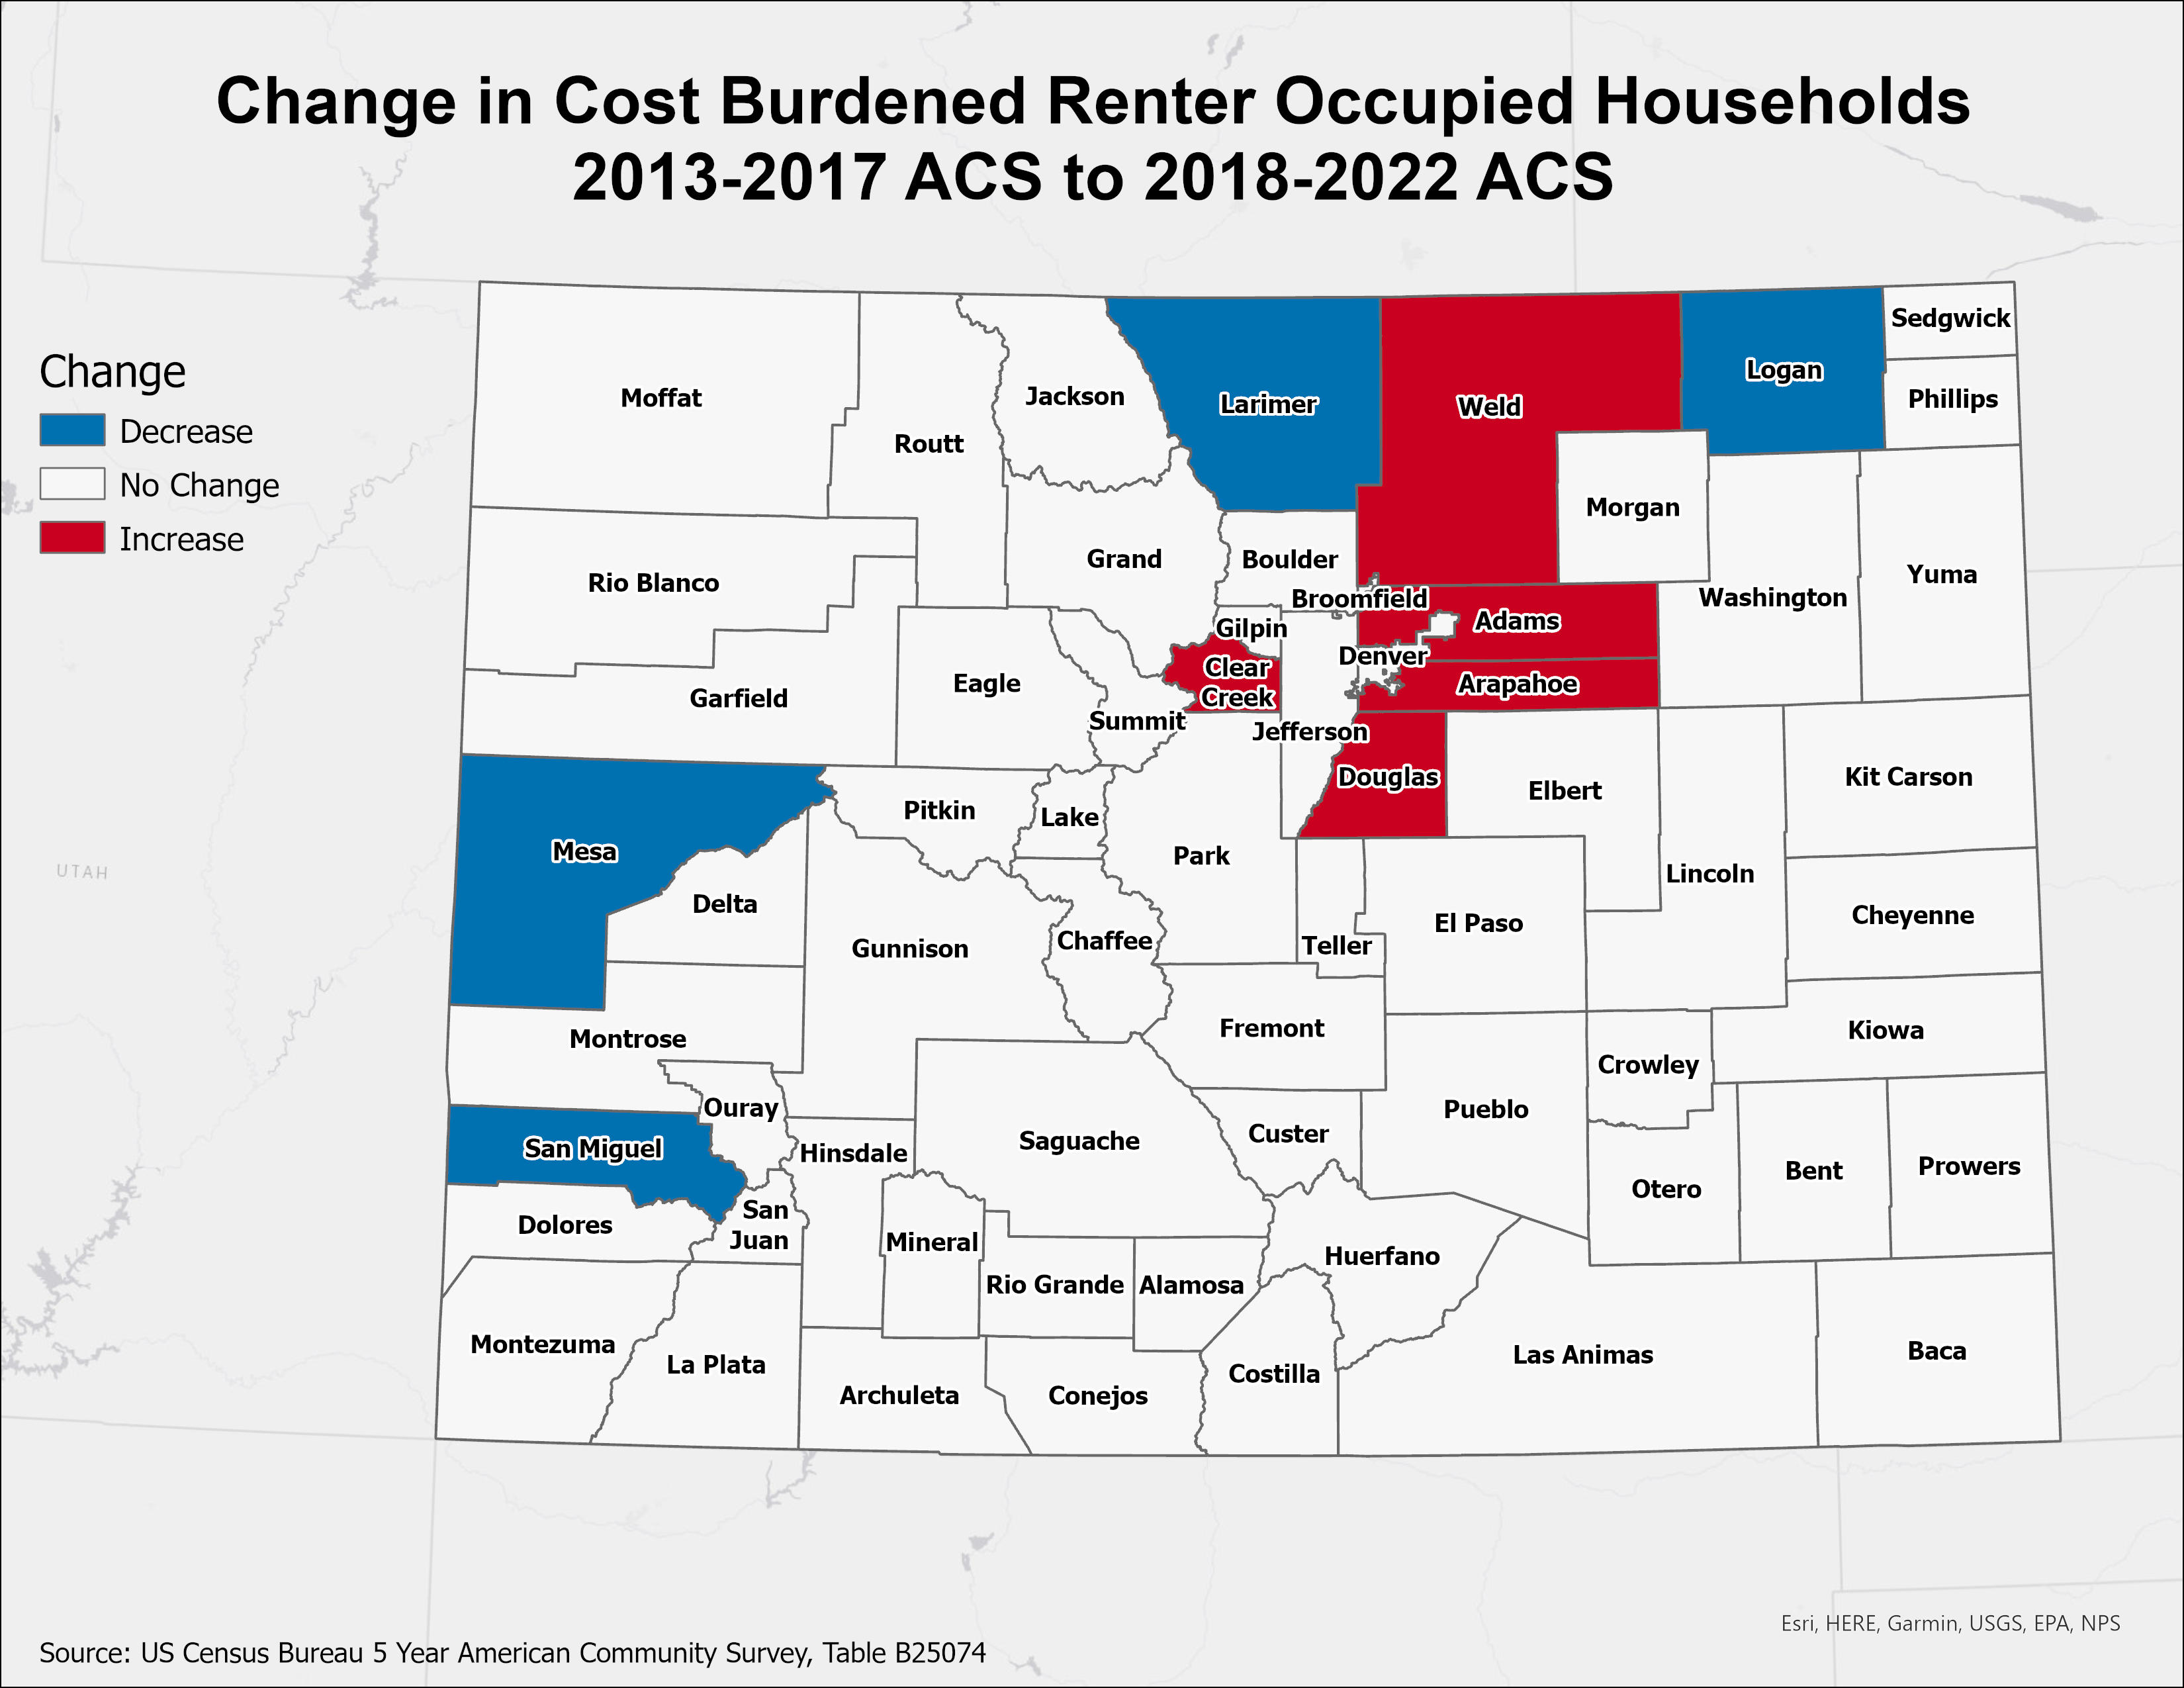 Change in Cost Burdened Renter Occupied Households
2013-2017 ACS to 2018-2022 ACS
Change
Decrease
No Change
Increase
Moffat
Routt
Jackson
Larimer
Weld
Logan
Sedgwick
Phillips
Morgan
Rio Blanco
Grand
Boulder
Broomfield
Washington
Yuma
Gilpin
Adams
Garfield
Eagle
Clear
Creek
Denver
Arapahoe
Summit
Jefferson
Mesa
Pitkin
Lake
Park
Douglas
Elbert
Kit Carson
Lincoln
UTAH
Delta
Gunnison
Chaffee
Teller
El Paso
Cheyenne
Montrose
Fremont
Crowley
Kiowa
Ouray
Pueblo
San Miguel
Hinsdale
Saguache
Custer
Otero
Bent
Prowers
Dolores
San
Juan
Mineral
Rio Grande
Alamosa
Huerfano
Montezuma
La Plata
Archuleta
Conejos
Costilla
Las Animas
Baca
Esri, HERE, Garmin, USGS, EPA, NPS
Source: US Census Bureau 5 Year American Community Survey, Table B25074